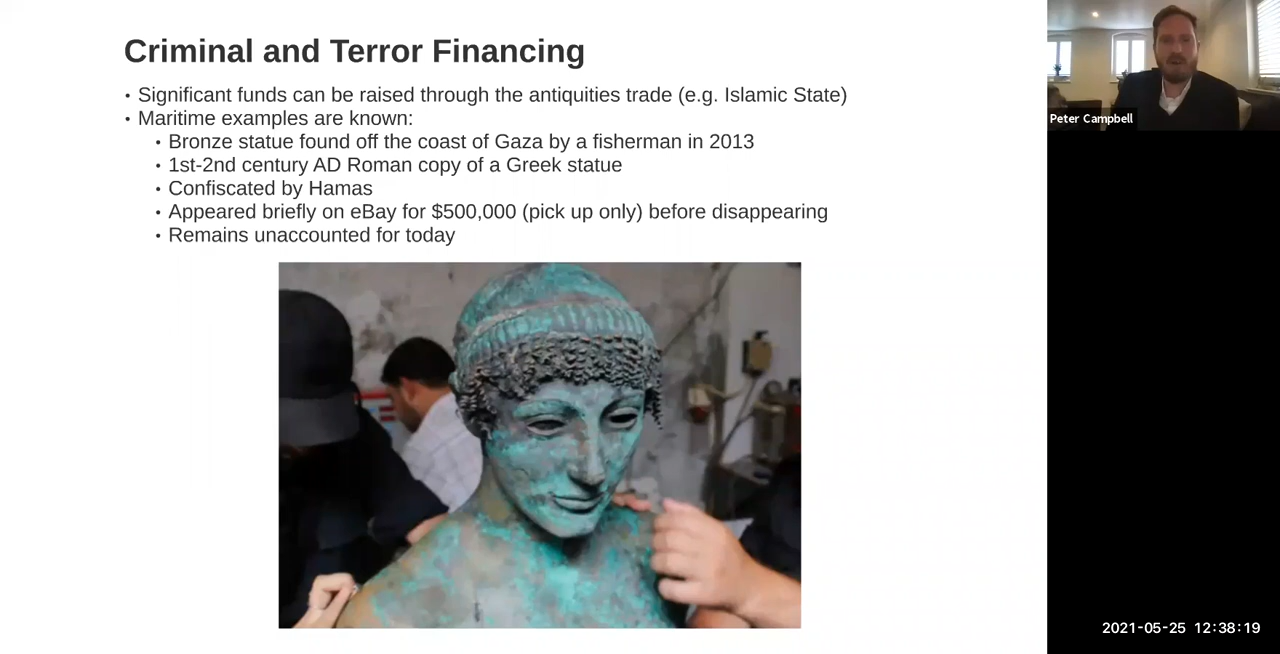 Criminal and Terror Financing
• Significant funds can be raised through the antiquities trade (e.g. Islamic State)
• Maritime examples are known:
• Bronze statue found off the coast of Gaza by a fisherman in 2013
• 1st-2nd century AD Roman copy of a Greek statue
• Confiscated by Hamas
• Appeared briefly on eBay for $500,000 (pick up only) before disappearing
• Remains unaccounted for today
Peter Campbell
2021-05-25 12:38:19